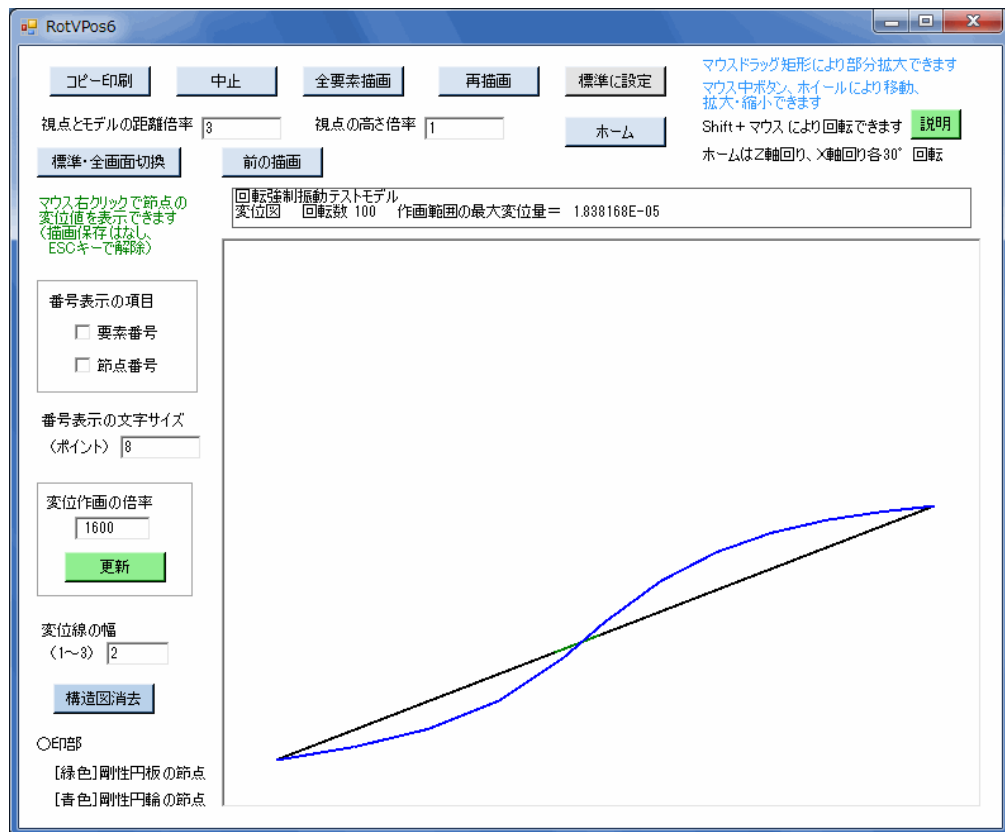 RotVPos6
コピー印刷
中止
全要素描画
再描画
標準に設定
マウスドラッグ矩形により部分拡大できます
マウス中ボタン、ホイールにより移動、
拡大・縮小できます
視点とモデルの距離倍率 3
視点の高さ倍率 1
ホーム
Shift+マウスにより回転できます 説明
ホームはZ軸回り、X軸回り各30° 回転
標準・全画面切換
前の描画
マウス右クリックで節点の
変位値を表示できます
(描画保存はなし、
ESCキーで解除)
回転強制振動テストモデル
変位図 回転数 100 作画範囲の最大変位量= 1.838168E-05
番号表示の項目
要素番号
節点番号
番号表示の文字サイズ
(ポイント) 8
変位作画の倍率
1600
更新
変位線の幅
(1~3) 2
構造図消去
○印部
[緑色]剛性円板の節点
[青色]剛性円輪の節点